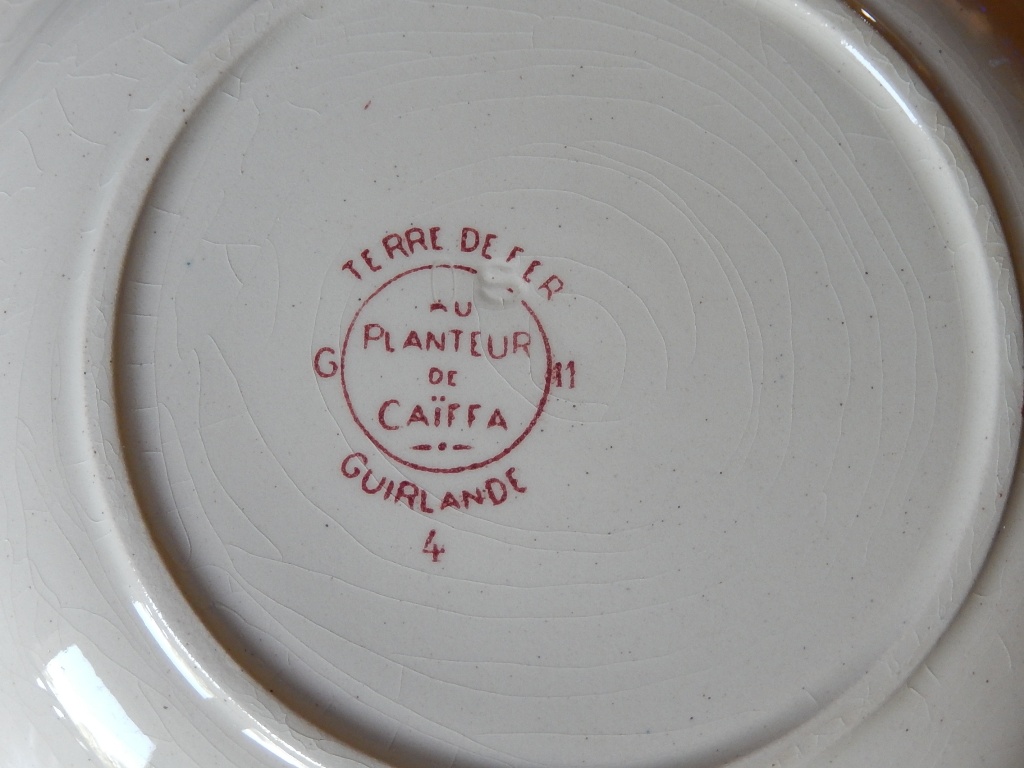 TERRE DE FER
AU
PLANTEUR
DE
CAÏFFA
G 11
GUIRLANDE
4